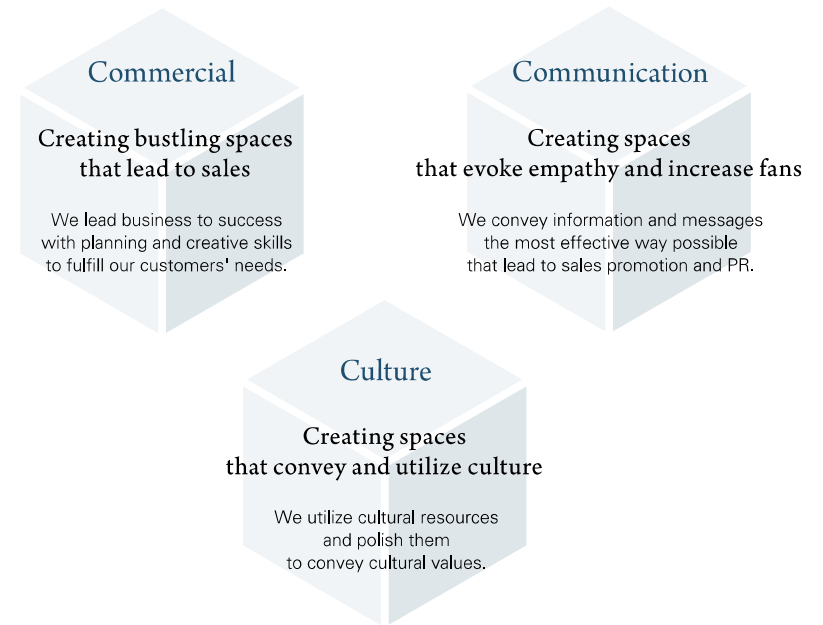 Commercial
Creating bustling spaces
that lead to sales
We lead business to success
with planning and creative skills
to fulfill our customers' needs.
Communication
Creating spaces
that evoke empathy and increase fans
We convey information and messages
the most effective way possible
that lead to sales promotion and PR.
Culture
Creating spaces
that convey and utilize culture
We utilize cultural resources
and polish them
to convey cultural values.